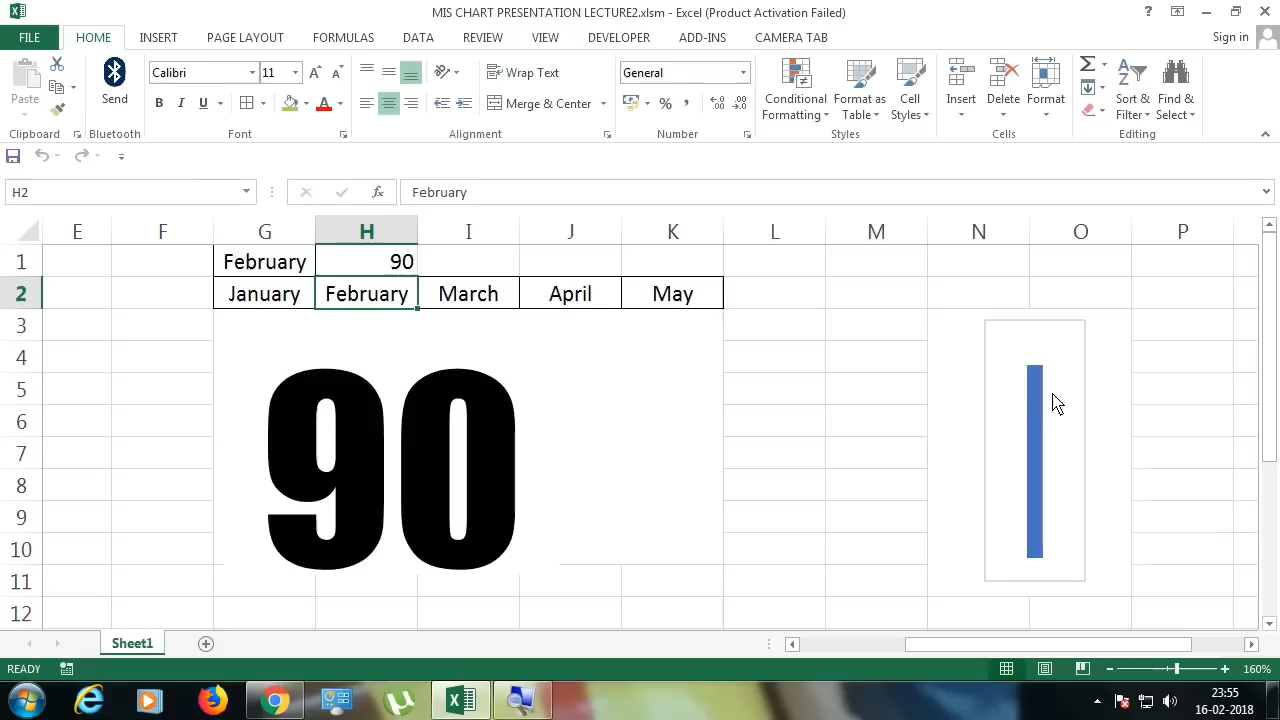 MIS CHART PRESENTATION LECTURE2.xlsm - Excel (Product Activation Failed)
FILE HOME INSERT PAGE LAYOUT FORMULAS DATA REVIEW VIEW DEVELOPER ADD-INS CAMERA TAB Sign in
Paste
Clipboard
Send
Bluetooth
Calibri 11
B I U
Font
Wrap Text
Merge & Center
Alignment
General
%
Number
Conditional Formatting
Format as Table
Cell Styles
Styles
Insert
Delete
Format
Cells
Sort & Filter
Find & Select
Editing
H2 fx February
E F G H I J K L M N O P
1 February 90
2 January February March April May
3
4
5
6
7
8
9
10
11
12
90
Sheet1
READY 160%
23:55
16-02-2018